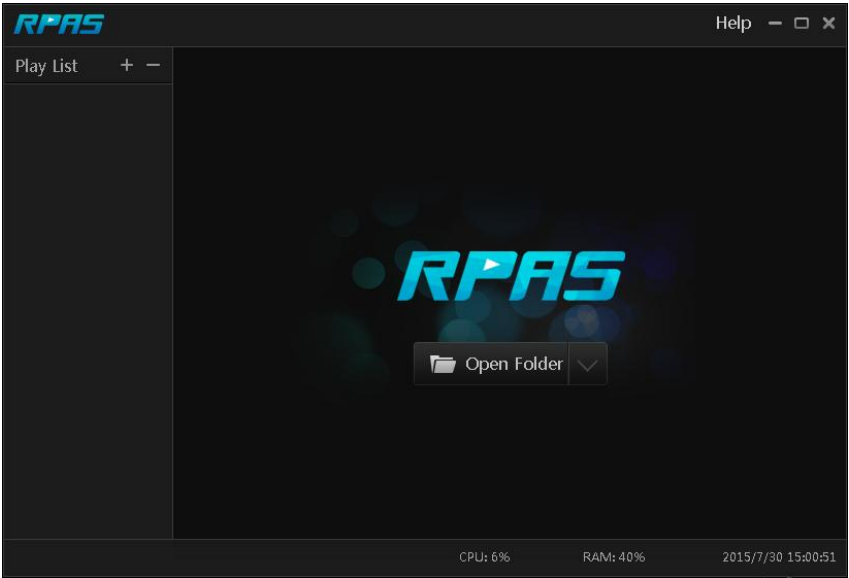 RPAS Help
Play List + −
RPAS
Open Folder
CPU: 6% RAM: 40% 2015/7/30 15:00:51